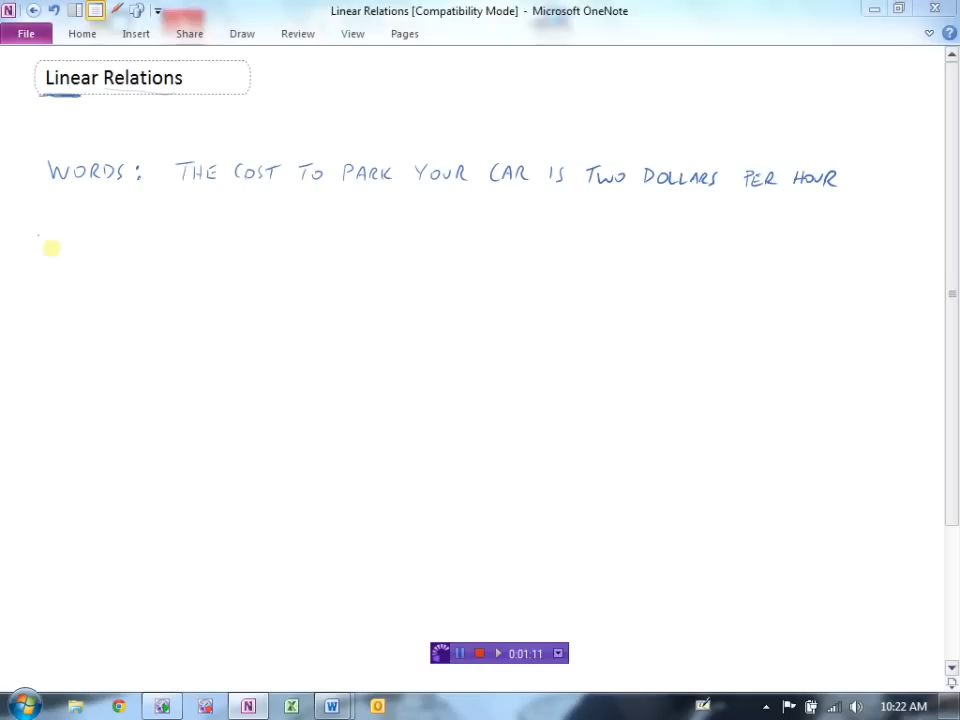 Linear Relations [Compatibility Mode] - Microsoft OneNote
File Home Insert Share Draw Review View Pages
Linear Relations
WORDS: THE COST TO PARK YOUR CAR IS TWO DOLLARS PER HOUR
0:01:11
10:22 AM